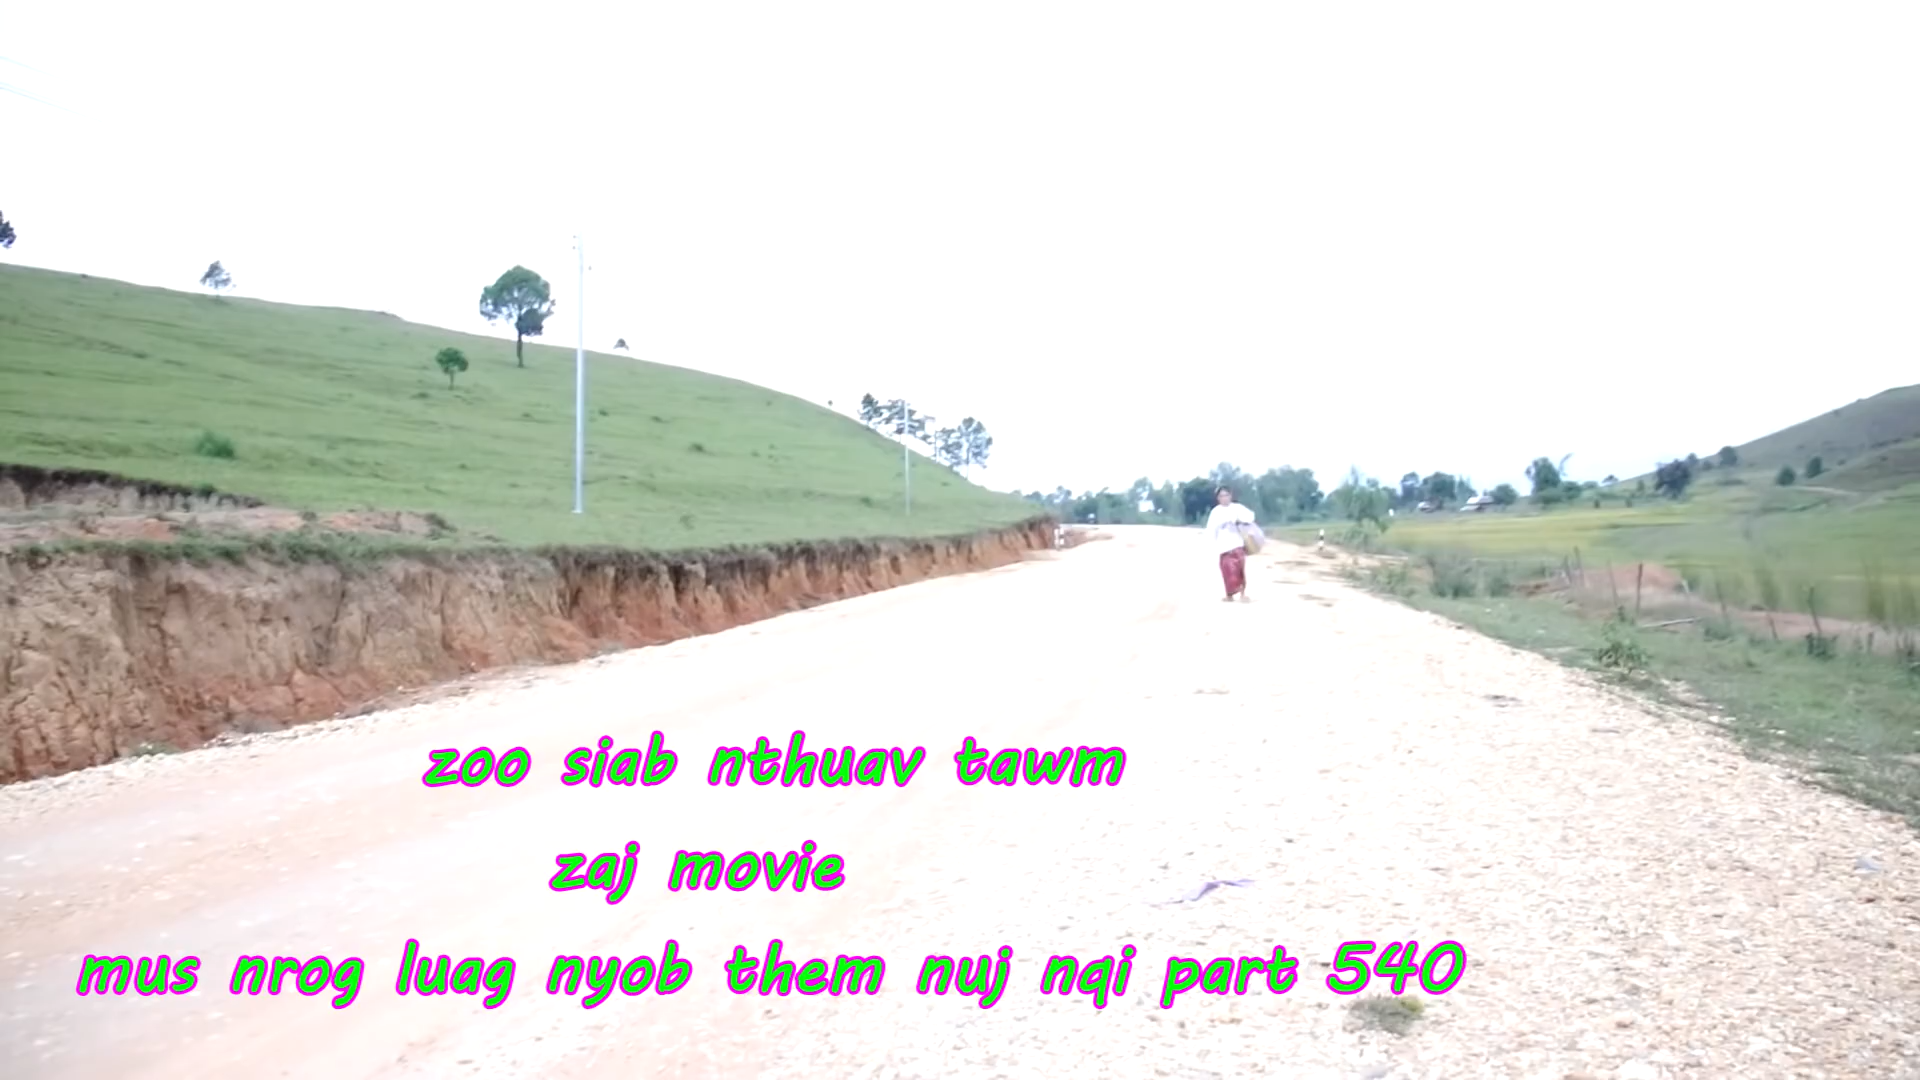 zoo siab nthuav tawm
zaj movie
mus nrog luag nyob them nuj nqi part 540